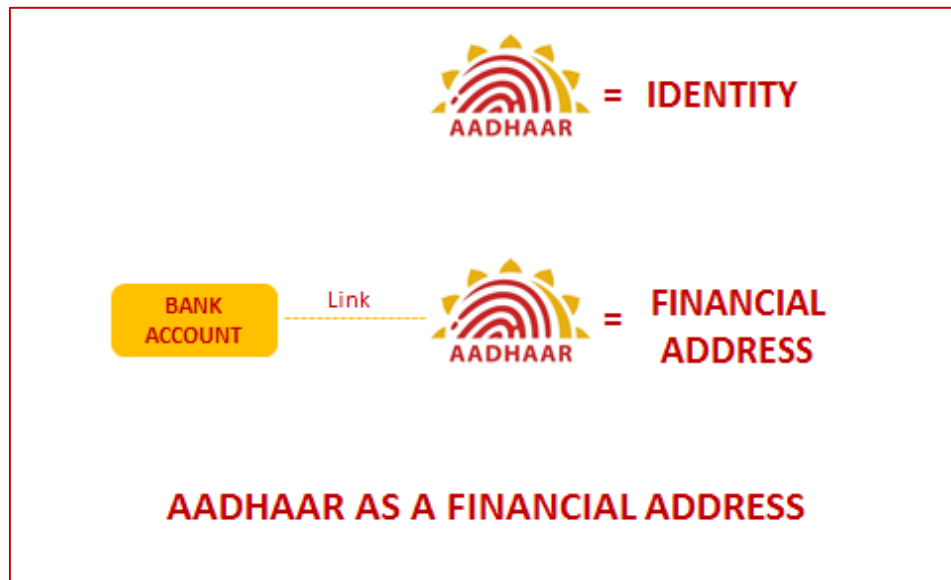 AADHAAR
= IDENTITY
BANK
ACCOUNT
Link
AADHAAR
= FINANCIAL
ADDRESS
AADHAAR AS A FINANCIAL ADDRESS